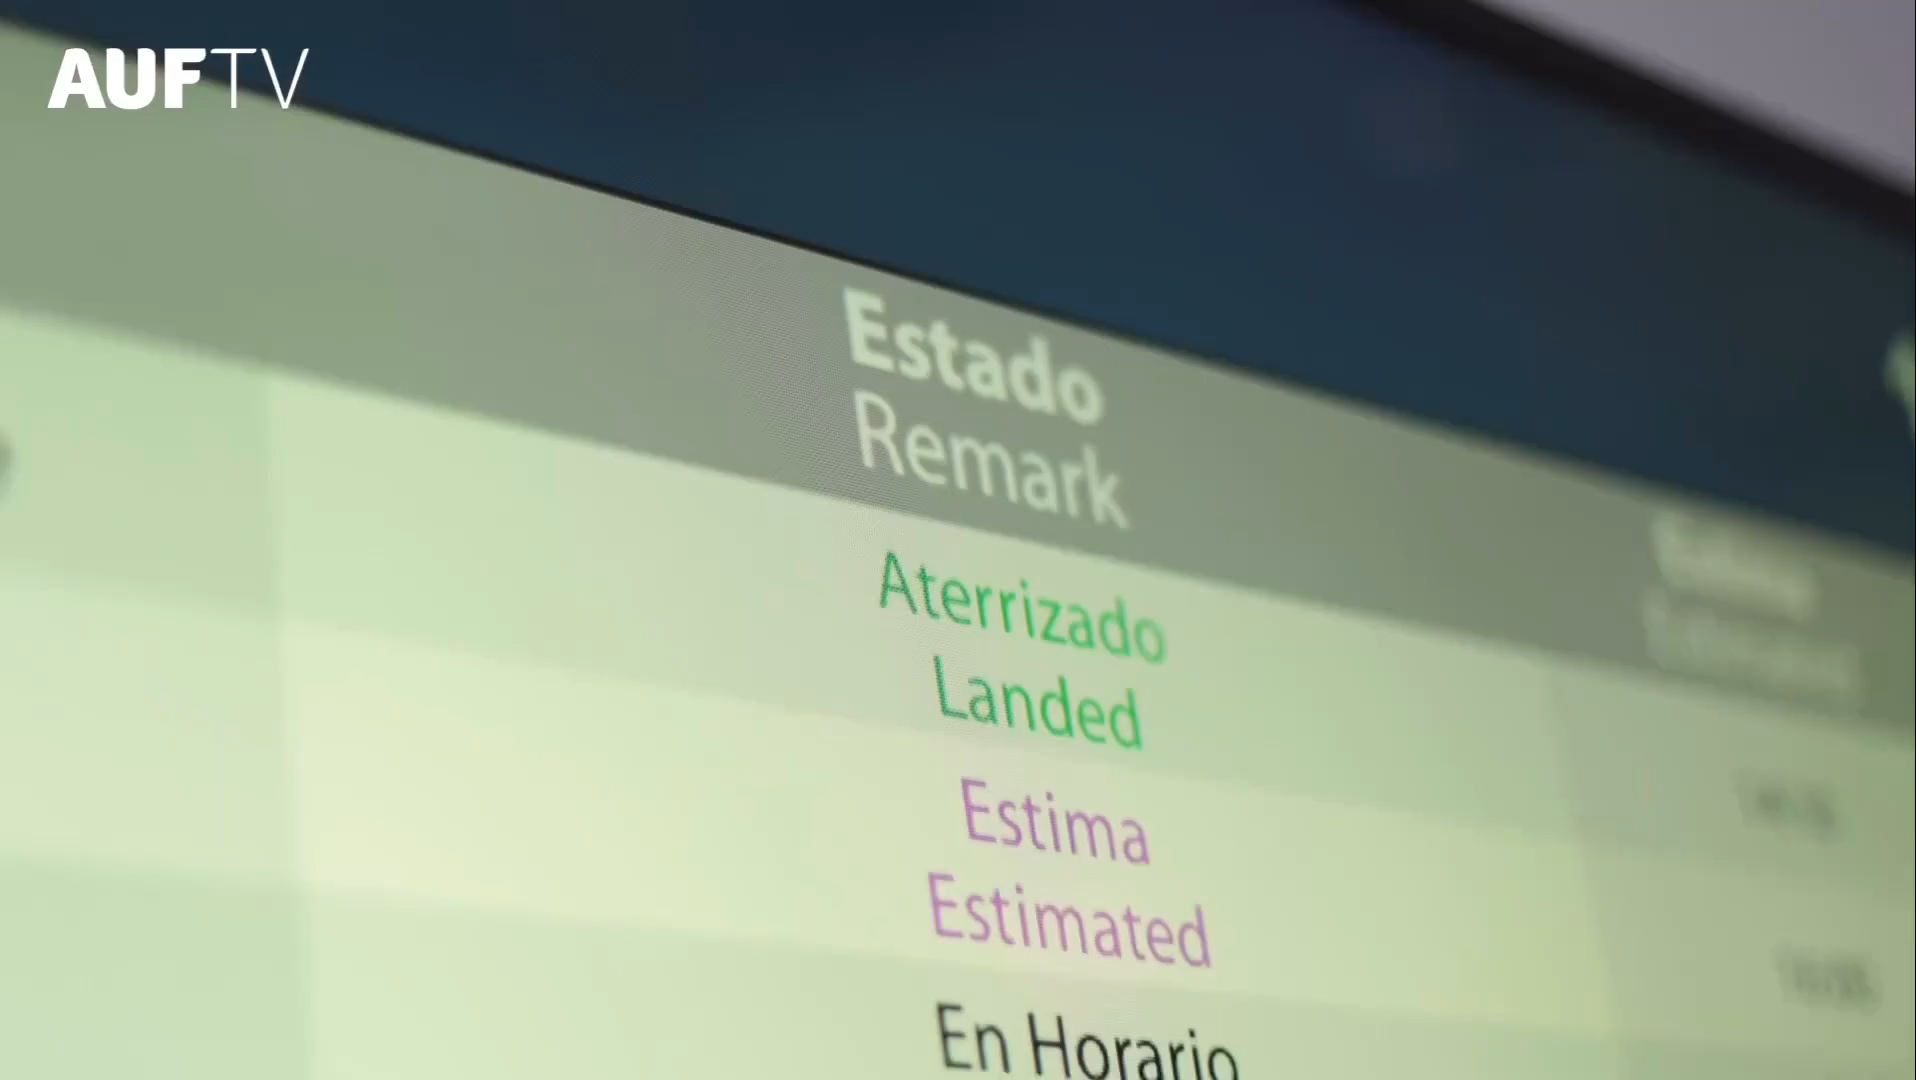 AUFTV
Estado
Remark
Aterrizado
Landed
Estima
Estimated
En Horario